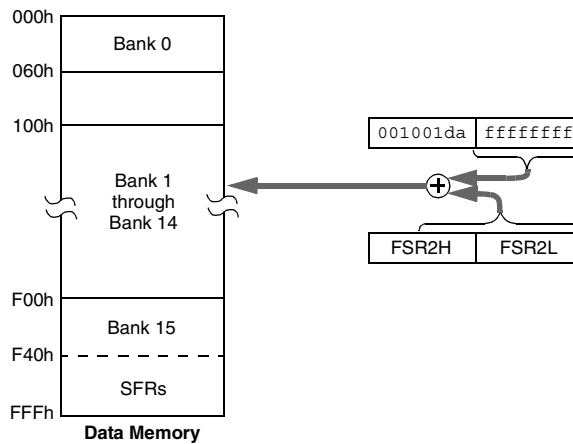 000h
Bank 0
060h
100h
001001da ffffffff
Bank 1
through
Bank 14
FSR2H FSR2L
F00h
Bank 15
F40h
SFRs
FFFh
Data Memory